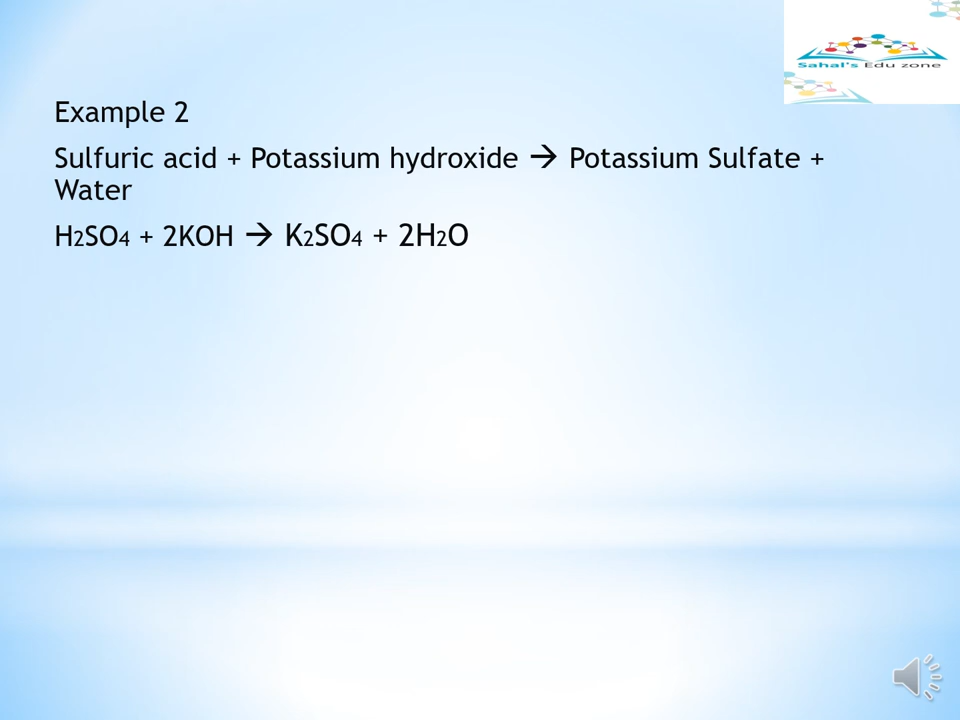 Sahal's Edu zone
Example 2
Sulfuric acid + Potassium hydroxide → Potassium Sulfate +
Water
H2SO4 + 2KOH → K2SO4 + 2H2O